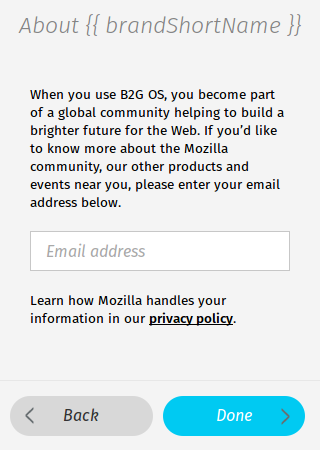 About {{ brandShortName }}
When you use B2G OS, you become part
of a global community helping to build a
brighter future for the Web. If you’d like
to know more about the Mozilla
community, our other products and
events near you, please enter your email
address below.
Email address
Learn how Mozilla handles your
information in our privacy policy.
Back
Done